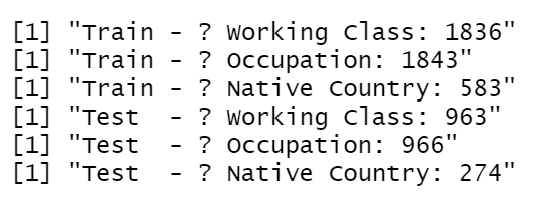 [1] "Train - ? Working Class: 1836"
[1] "Train - ? Occupation: 1843"
[1] "Train - ? Native Country: 583"
[1] "Test  - ? Working Class: 963"
[1] "Test  - ? Occupation: 966"
[1] "Test  - ? Native Country: 274"